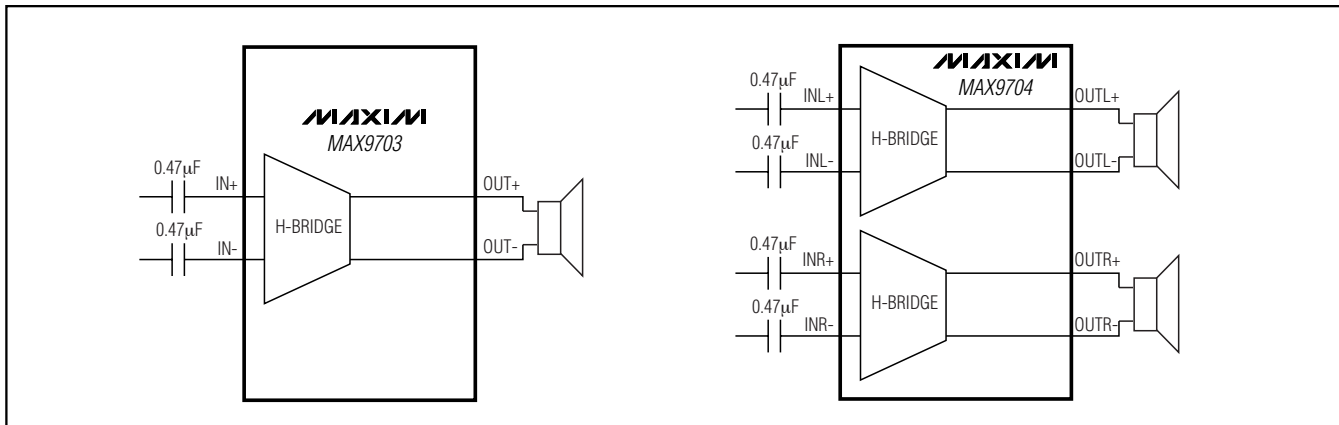 MAXIM
MAX9703
0.47µF
IN+
0.47µF
IN-
H-BRIDGE
OUT+
OUT-
MAXIM
MAX9704
0.47µF
INL+
0.47µF
INL-
H-BRIDGE
OUTL+
OUTL-
0.47µF
INR+
0.47µF
INR-
H-BRIDGE
OUTR+
OUTR-